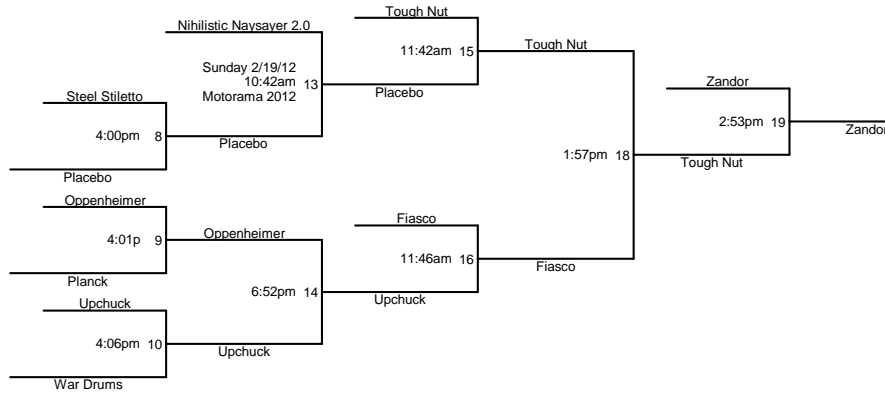 Tough Nut
Nihilistic Naysayer 2.0
11:42am 15
Tough Nut
Sunday 2/19/12
10:42am 13
Motorama 2012
Placebo
Steel Stiletto
Zandor
4:00pm 8
2:53pm 19
Zandor
Placebo
1:57pm 18
Tough Nut
Placebo
Oppenheimer
Fiasco
4:01p 9
Oppenheimer
11:46am 16
Fiasco
Planck
6:52pm 14
Upchuck
Upchuck
4:06pm 10
Upchuck
War Drums